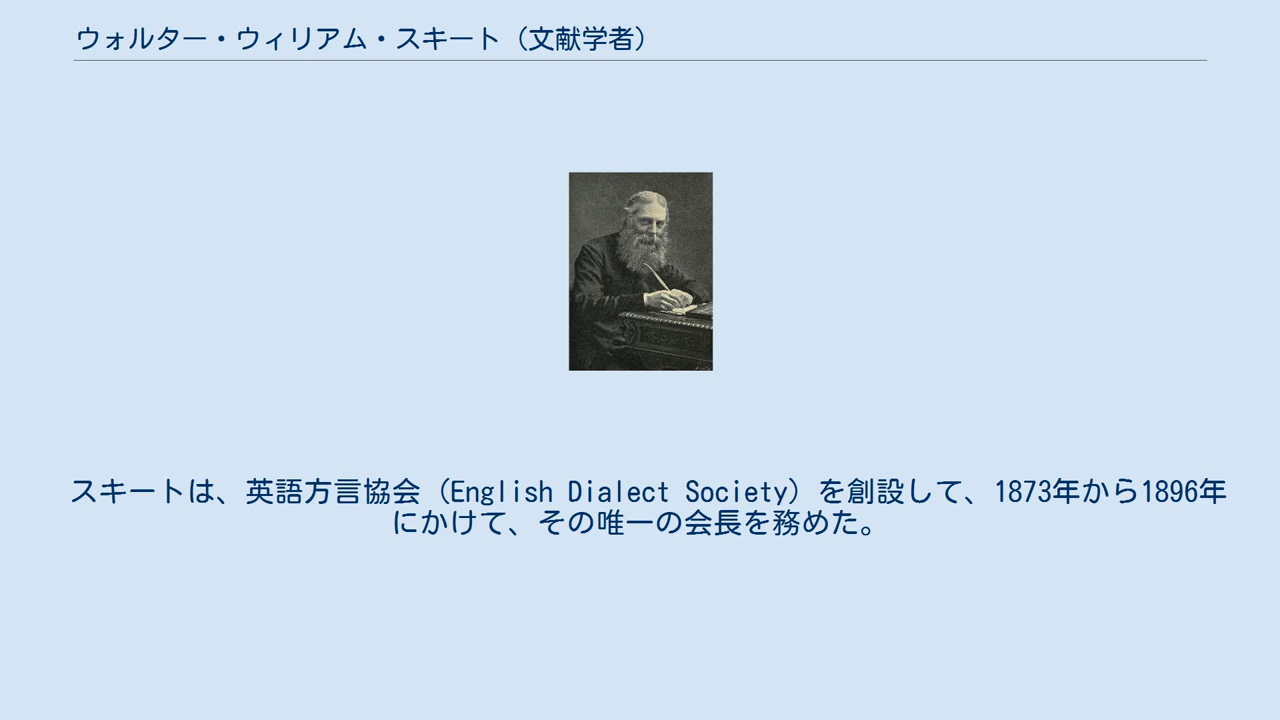 ウォルター・ウィリアム・スキート（文献学者）
スキートは、英語方言協会（English Dialect Society）を創設して、1873年から1896年
にかけて、その唯一の会長を務めた。